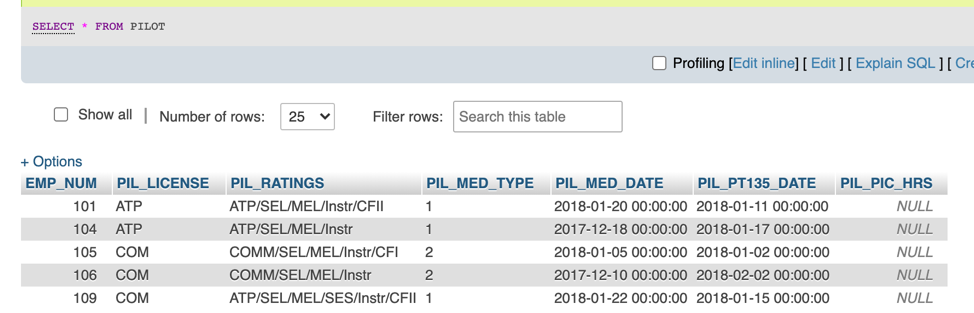 SELECT * FROM PILOT
Profiling [Edit inline] [ Edit ] [ Explain SQL ] [ Cre
Show all | Number of rows: 25 Filter rows: Search this table
+ Options
EMP_NUM PIL_LICENSE PIL_RATINGS PIL_MED_TYPE PIL_MED_DATE PIL_PT135_DATE PIL_PIC_HRS
101 ATP ATP/SEL/MEL/Instr/CFII 1 2018-01-20 00:00:00 2018-01-11 00:00:00 NULL
104 ATP ATP/SEL/MEL/Instr 1 2017-12-18 00:00:00 2018-01-17 00:00:00 NULL
105 COM COMM/SEL/MEL/Instr/CFI 2 2018-01-05 00:00:00 2018-01-02 00:00:00 NULL
106 COM COMM/SEL/MEL/Instr 2 2017-12-10 00:00:00 2018-02-02 00:00:00 NULL
109 COM ATP/SEL/MEL/SES/Instr/CFII 1 2018-01-22 00:00:00 2018-01-15 00:00:00 NULL